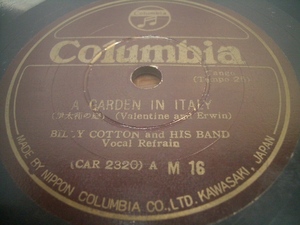 Columbia
A GARDEN IN ITALY
(Valentine and Erwin)
BILLY COTTON and HIS BAND
Vocal Refrain
(CAR 2320) A M 16
MADE BY NIPPON COLUMBIA CO., LTD. KAWASAKI, JAPAN